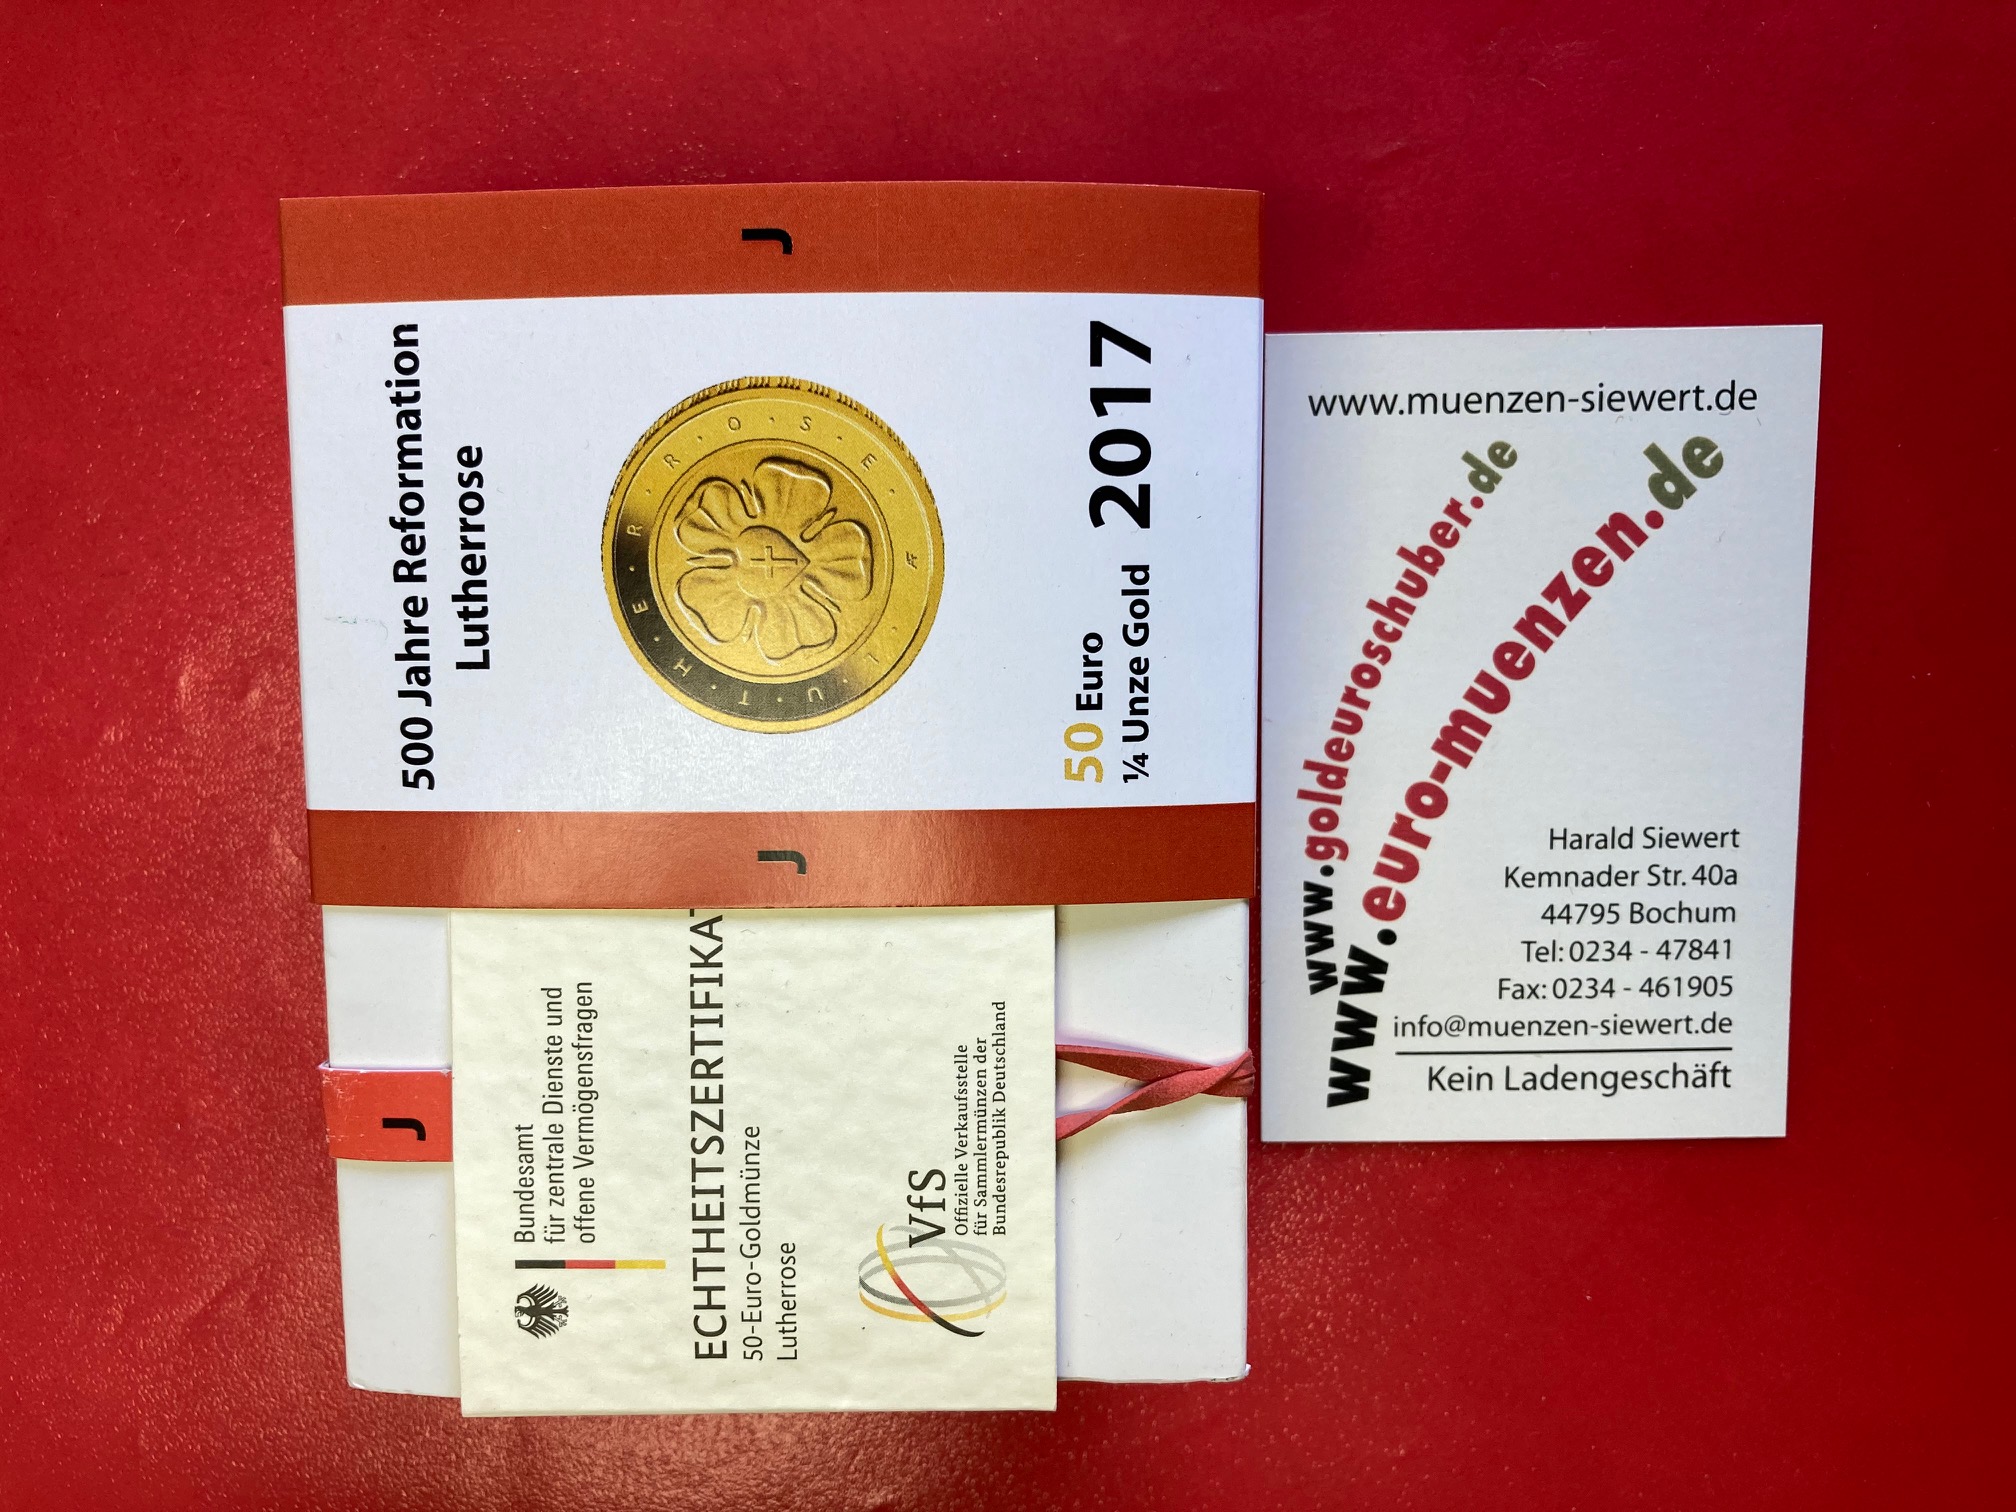 J
500 Jahre Reformation
Lutherrose
LUTHERROSE
50 Euro
¼ Unze Gold 2017
J
J
Bundesamt
für zentrale Dienste und
offene Vermögensfragen
ECHTHEITSZERTIFIKAT
50-Euro-Goldmünze
Lutherrose
VfS
Offizielle Verkaufsstelle
für Sammlermünzen der
Bundesrepublik Deutschland
www.muenzen-siewert.de
www.goldeuroschuber.de
www.euro-muenzen.de
Harald Siewert
Kemnader Str. 40a
44795 Bochum
Tel: 0234 - 47841
Fax: 0234 - 461905
info@muenzen-siewert.de
Kein Ladengeschäft